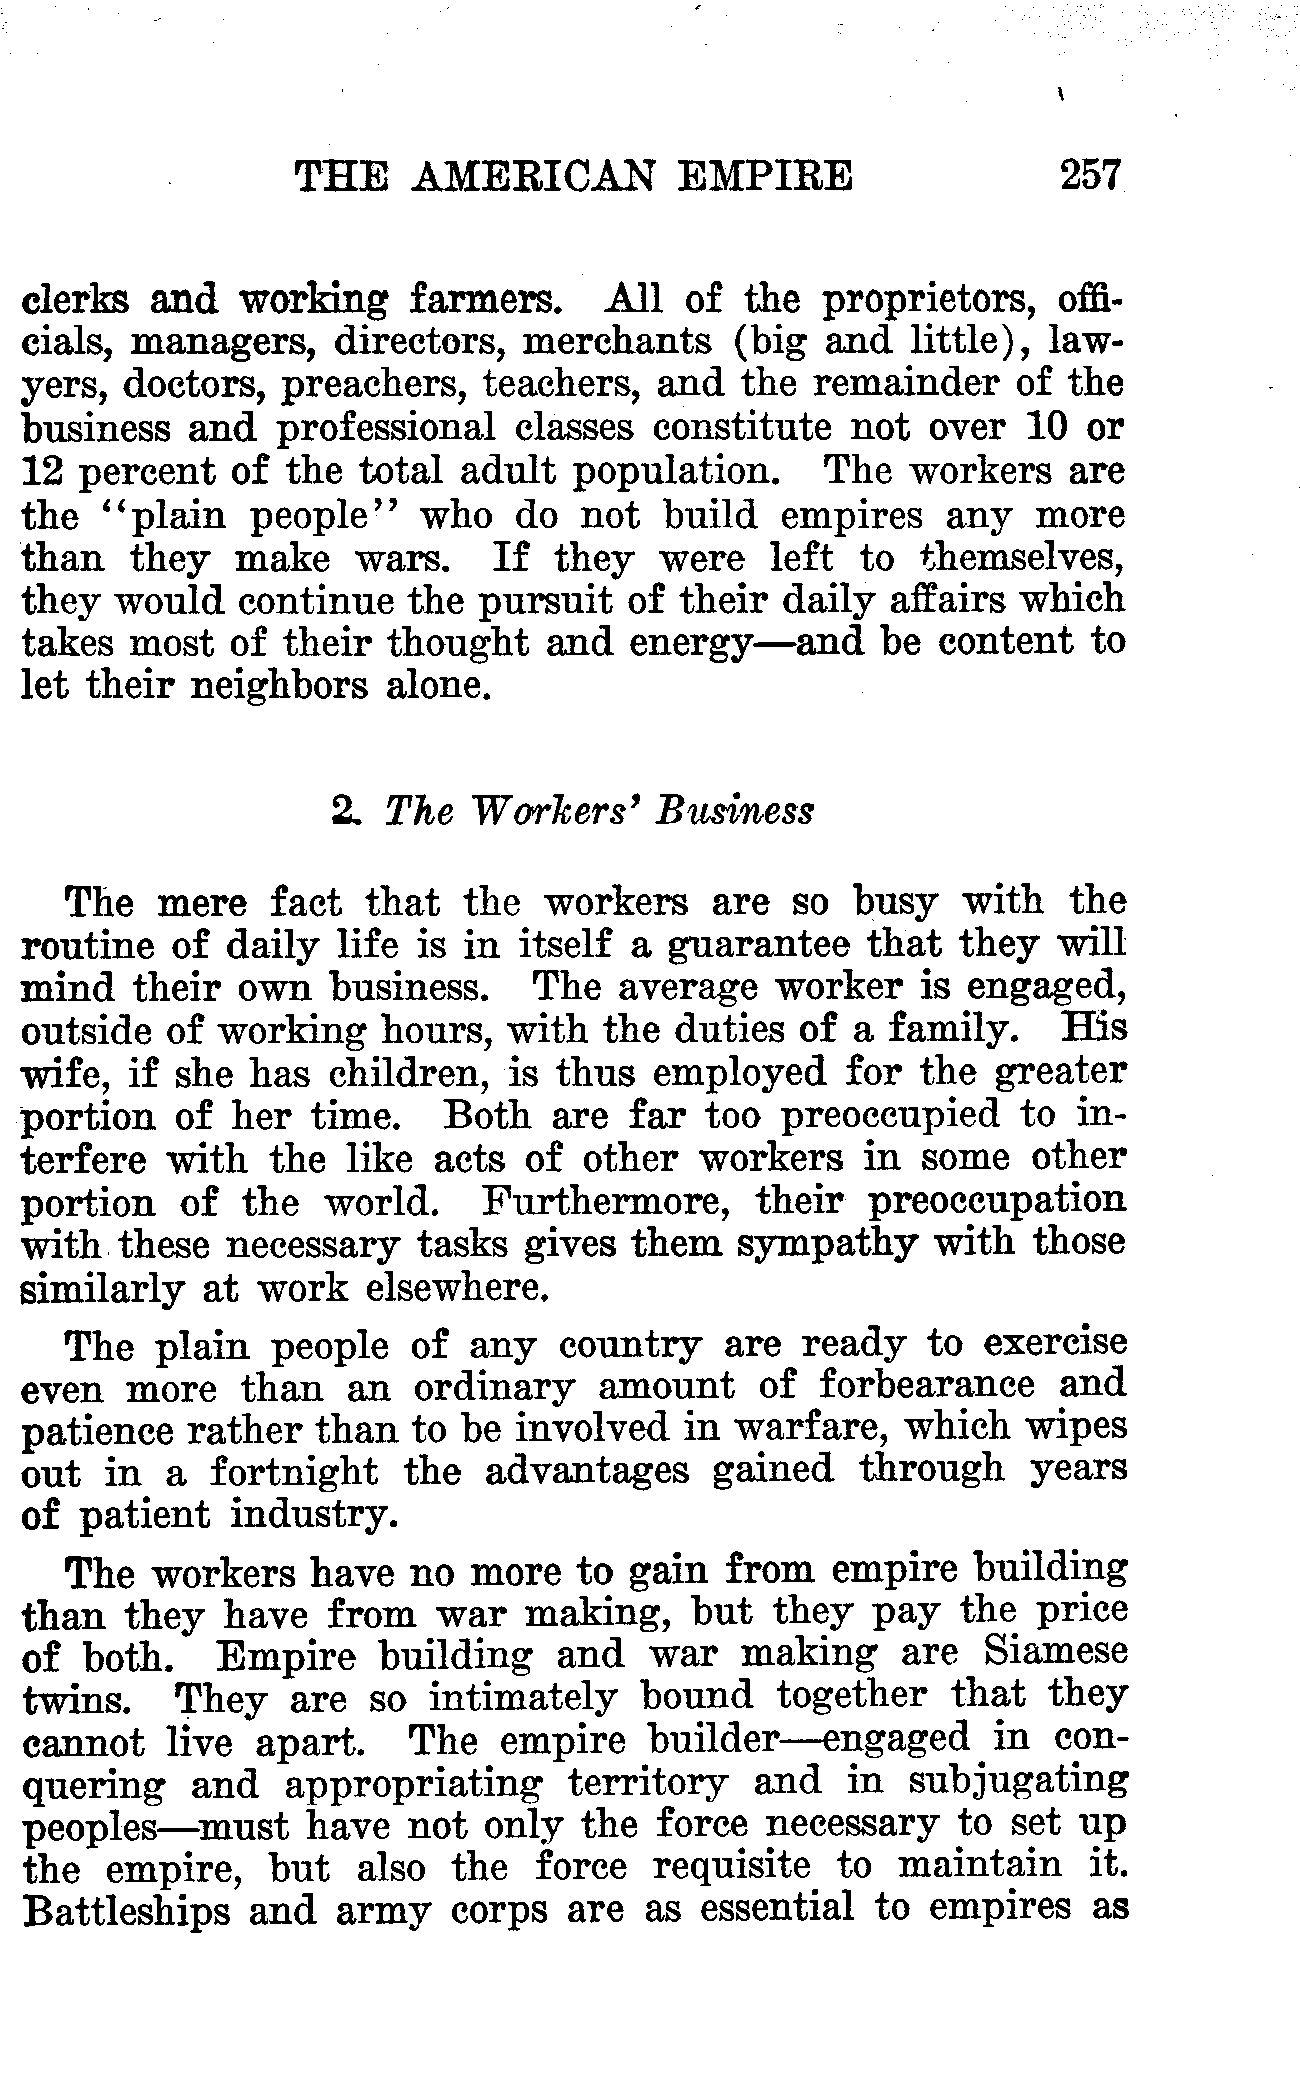 THE AMERICAN EMPIRE 257
clerks and working farmers. All of the proprietors, offi-
cials, managers, directors, merchants (big and little), law-
yers, doctors, preachers, teachers, and the remainder of the
business and professional classes constitute not over 10 or
12 percent of the total adult population. The workers are
the “plain people” who do not build empires any more
than they make wars. If they were left to themselves,
they would continue the pursuit of their daily affairs which
takes most of their thought and energy—and be content to
let their neighbors alone.
2. The Workers’ Business
The mere fact that the workers are so busy with the
routine of daily life is in itself a guarantee that they will
mind their own business. The average worker is engaged,
outside of working hours, with the duties of a family. His
wife, if she has children, is thus employed for the greater
portion of her time. Both are far too preoccupied to in-
terfere with the like acts of other workers in some other
portion of the world. Furthermore, their preoccupation
with these necessary tasks gives them sympathy with those
similarly at work elsewhere.
The plain people of any country are ready to exercise
even more than an ordinary amount of forbearance and
patience rather than to be involved in warfare, which wipes
out in a fortnight the advantages gained through years
of patient industry.
The workers have no more to gain from empire building
than they have from war making, but they pay the price
of both. Empire building and war making are Siamese
twins. They are so intimately bound together that they
cannot live apart. The empire builder—engaged in con-
quering and appropriating territory and in subjugating
peoples—must have not only the force necessary to set up
the empire, but also the force requisite to maintain it.
Battleships and army corps are as essential to empires as